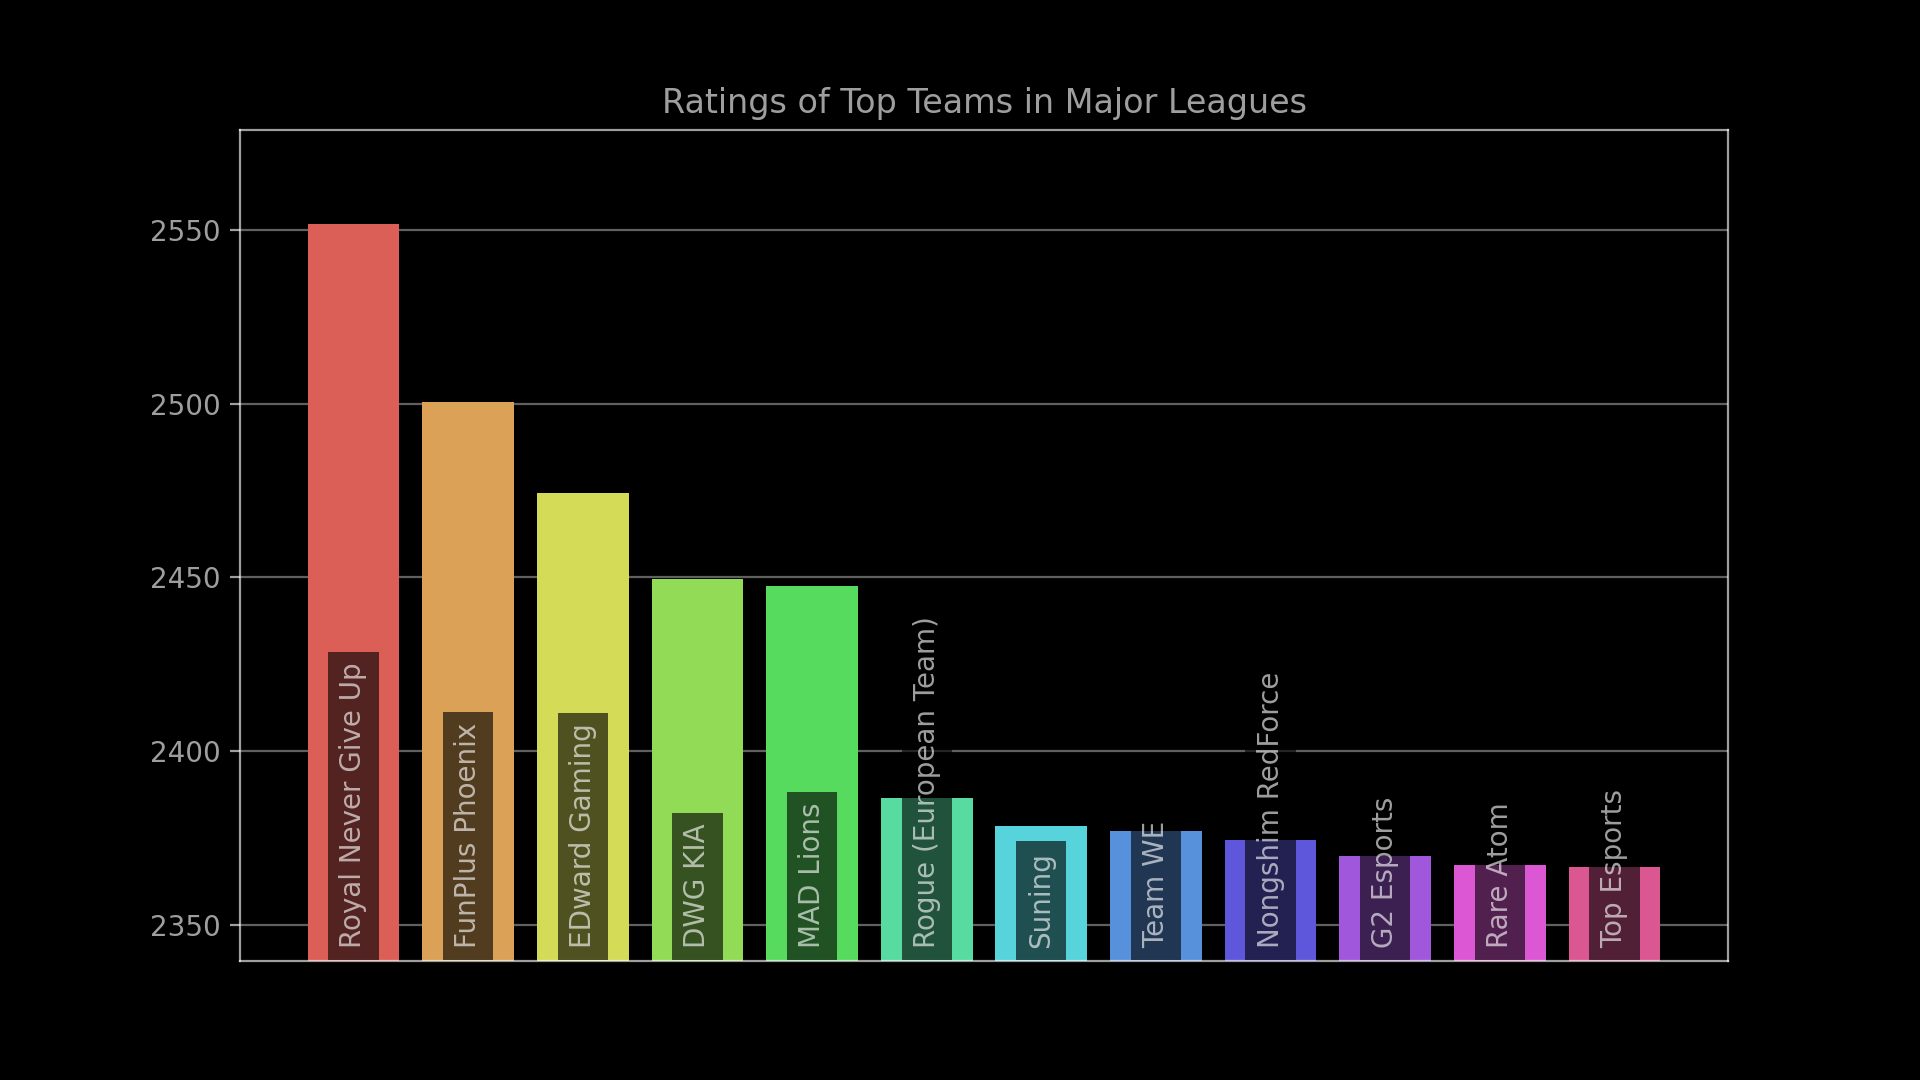 Ratings of Top Teams in Major Leagues
2550
2500
2450
2400
2350
Royal Never Give Up
FunPlus Phoenix
EDward Gaming
DWG KIA
MAD Lions
Rogue (European Team)
Suning
Team WE
Nongshim RedForce
G2 Esports
Rare Atom
Top Esports